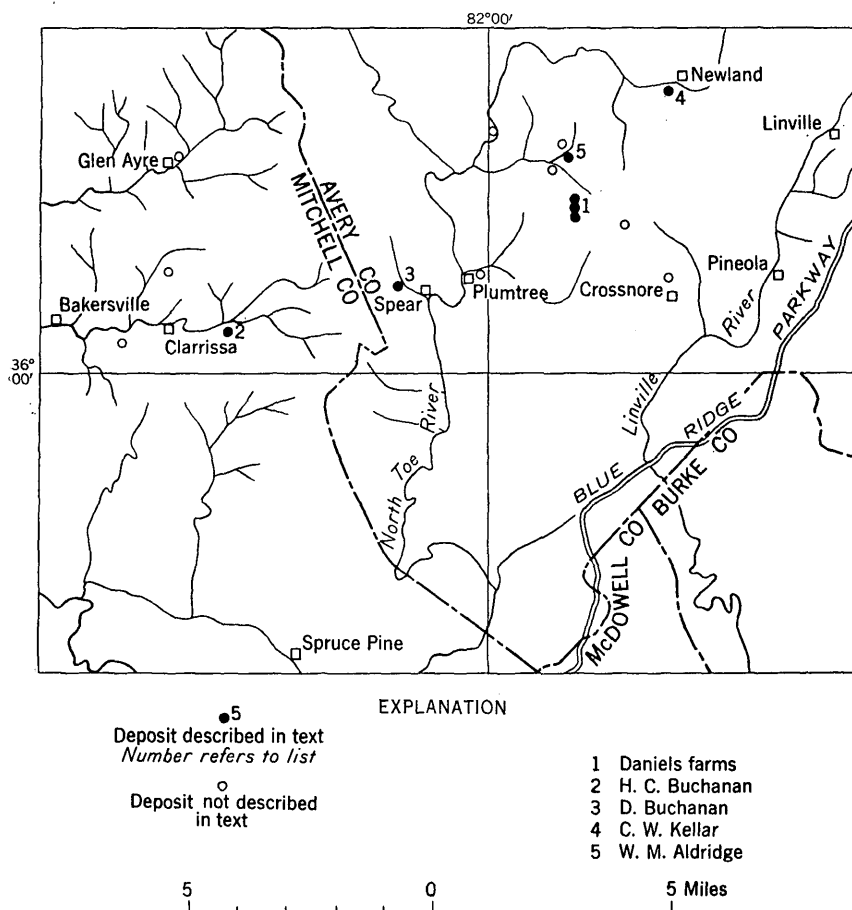 82°00'
Newland
4
Linville
Glen Ayre
5
AVERY CO
MITCHELL CO
1
3
Spear
Plumtree
Crossnore
Pineola
River
PARKWAY
Bakersville
Clarrissa
2
36°
00'
Linville
River
North Toe
BLUE RIDGE
BURKE CO
McDOWELL CO
Spruce Pine
EXPLANATION
5
Deposit described in text
Number refers to list
Deposit not described
in text
1 Daniels farms
2 H. C. Buchanan
3 D. Buchanan
4 C. W. Kellar
5 W. M. Aldridge
5 0 5 Miles